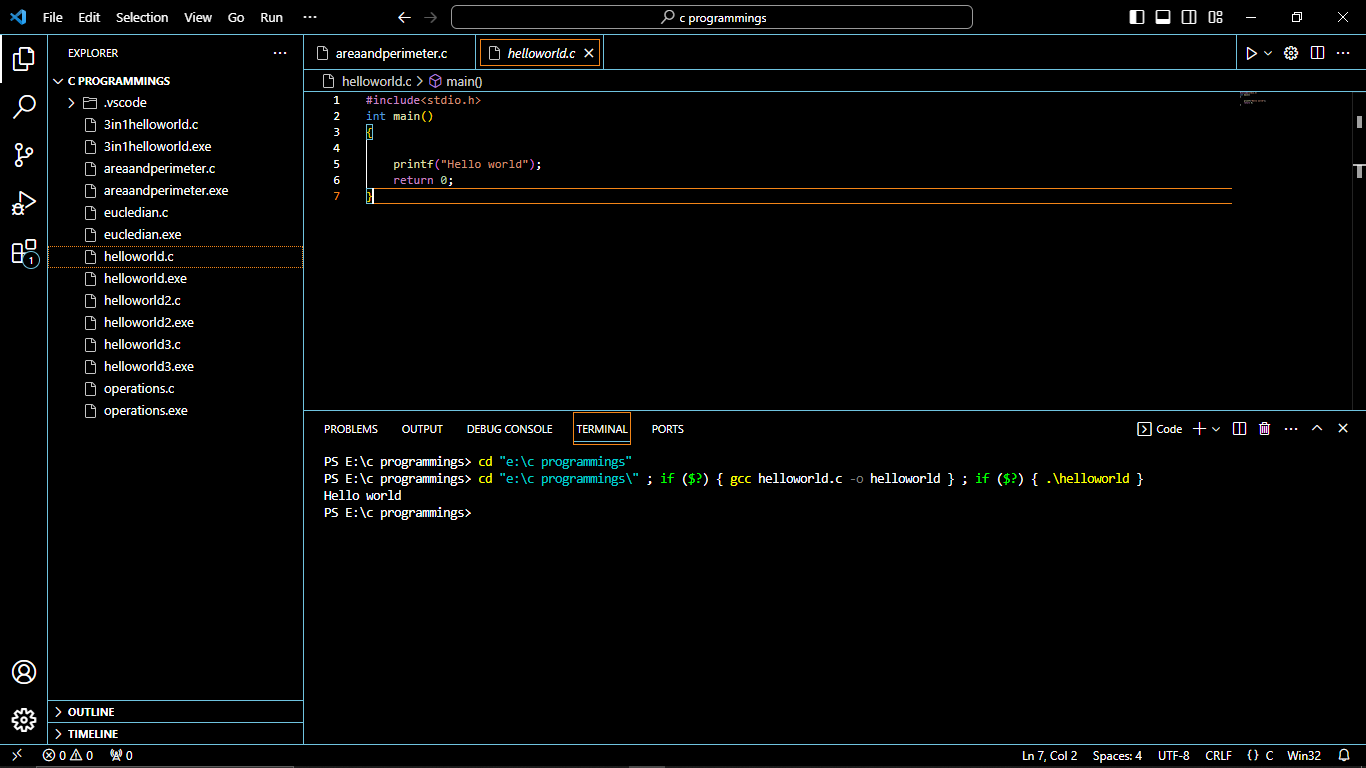 File Edit Selection View Go Run ··· c programmings
EXPLORER ···
C PROGRAMMINGS
.vscode
3in1helloworld.c
3in1helloworld.exe
areaandperimeter.c
areaandperimeter.exe
eucledian.c
eucledian.exe
helloworld.c
helloworld.exe
helloworld2.c
helloworld2.exe
helloworld3.c
helloworld3.exe
operations.c
operations.exe
1
OUTLINE
TIMELINE
areaandperimeter.c helloworld.c
helloworld.c > main()
1 #include<stdio.h>
2 int main()
3 {
4
5 printf("Hello world");
6 return 0;
7 }
PROBLEMS OUTPUT DEBUG CONSOLE TERMINAL PORTS Code
PS E:\c programmings> cd "e:\c programmings"
PS E:\c programmings> cd "e:\c programmings\" ; if ($?) { gcc helloworld.c -o helloworld } ; if ($?) { .\helloworld }
Hello world
PS E:\c programmings>
0 0 0 Ln 7, Col 2 Spaces: 4 UTF-8 CRLF {} C Win32